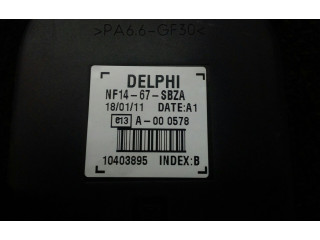 >PA6.6-GF30<
DELPHI
NF14-67-SBZA
18/01/11 DATE:A1
e13 A-00 0578
10403895 INDEX:B